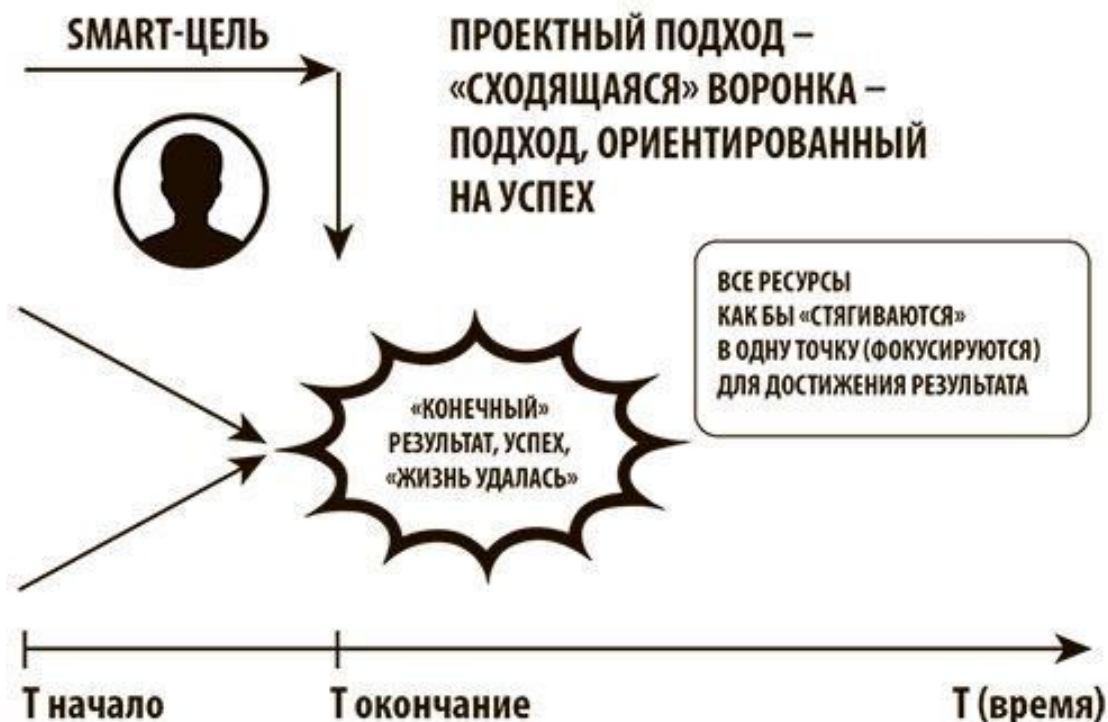 SMART-ЦЕЛЬ
ПРОЕКТНЫЙ ПОДХОД –
«СХОДЯЩАЯСЯ» ВОРОНКА –
ПОДХОД, ОРИЕНТИРОВАННЫЙ
НА УСПЕХ
ВСЕ РЕСУРСЫ
КАК БЫ «СТЯГИВАЮТСЯ»
В ОДНУ ТОЧКУ (ФОКУСИРУЮТСЯ)
ДЛЯ ДОСТИЖЕНИЯ РЕЗУЛЬТАТА
«КОНЕЧНЫЙ»
РЕЗУЛЬТАТ, УСПЕХ,
«ЖИЗНЬ УДАЛАСЬ»
Т начало
Т окончание
Т (время)